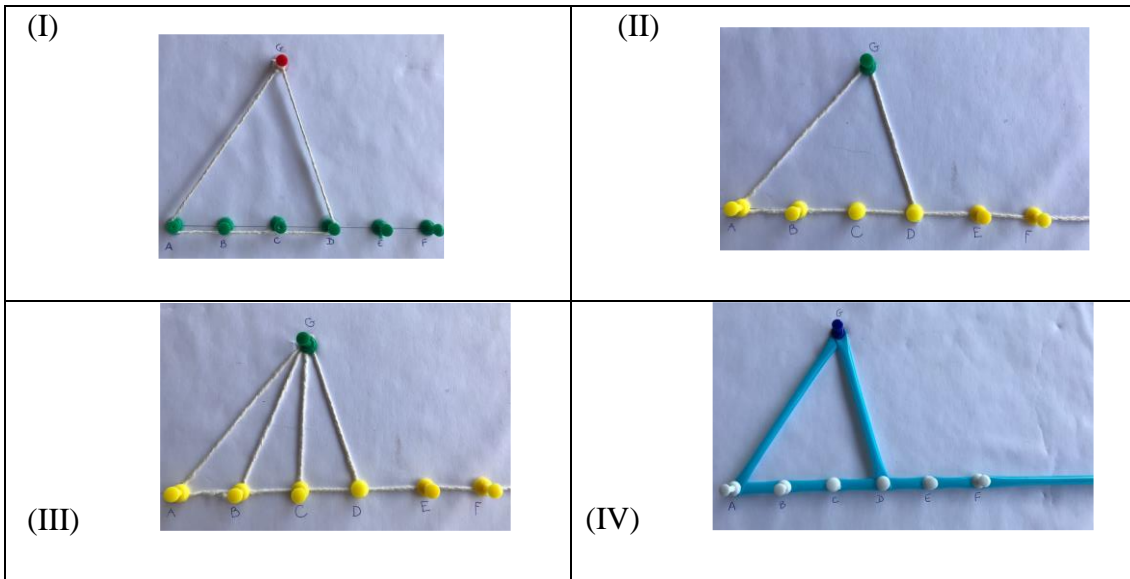 (I)
G
A B C D E F
(II)
G
A B C D E F
(III)
G
A B C D E F
(IV)
G
A B C D E F